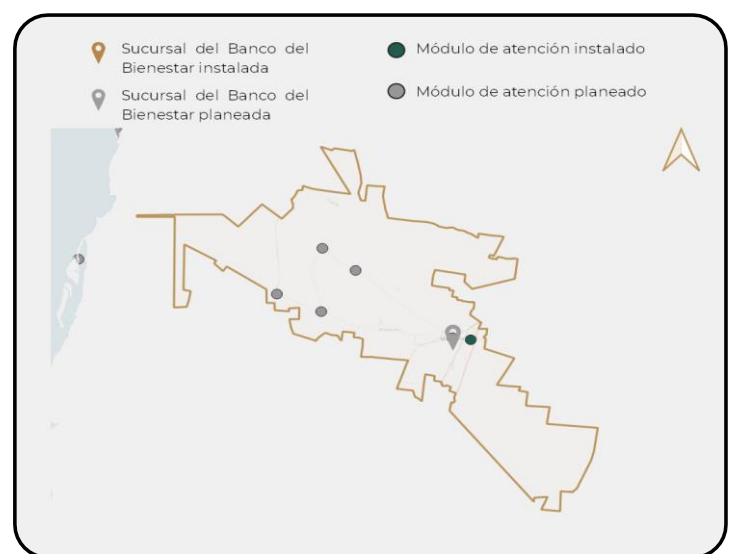 Sucursal del Banco del
Bienestar instalada
Sucursal del Banco del
Bienestar planeada
Módulo de atención instalado
Módulo de atención planeado